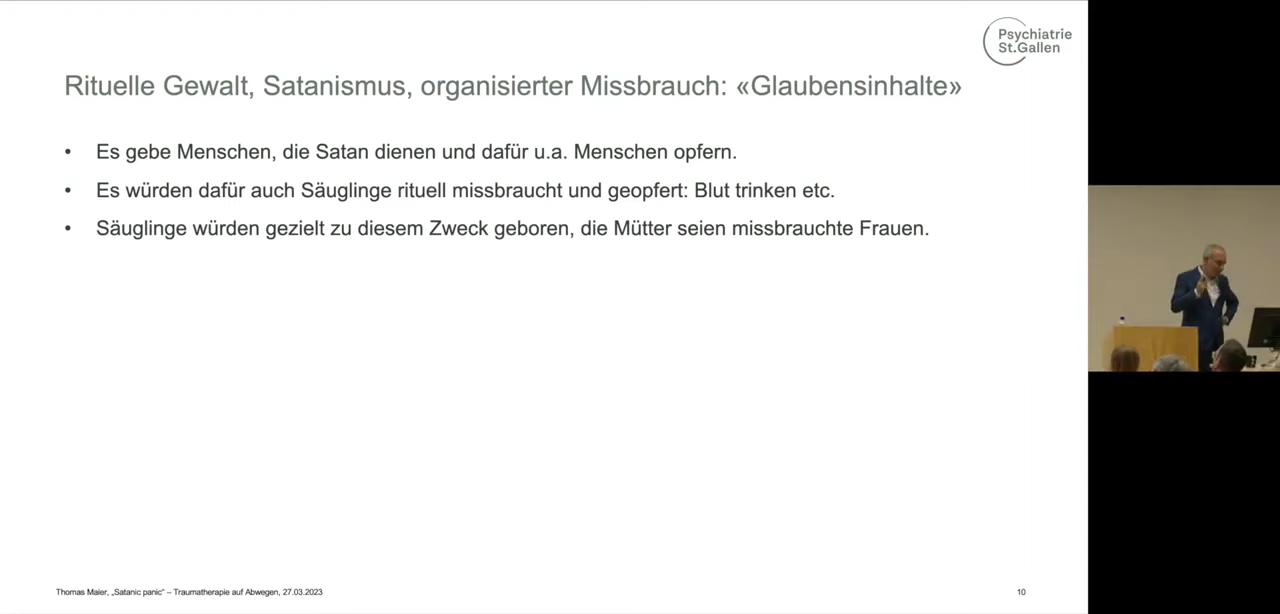 Psychiatrie
St.Gallen
Rituelle Gewalt, Satanismus, organisierter Missbrauch: «Glaubensinhalte»
• Es gebe Menschen, die Satan dienen und dafür u.a. Menschen opfern.
• Es würden dafür auch Säuglinge rituell missbraucht und geopfert: Blut trinken etc.
• Säuglinge würden gezielt zu diesem Zweck geboren, die Mütter seien missbrauchte Frauen.
Thomas Maier, „Satanic panic“ – Traumatherapie auf Abwegen, 27.03.2023
10